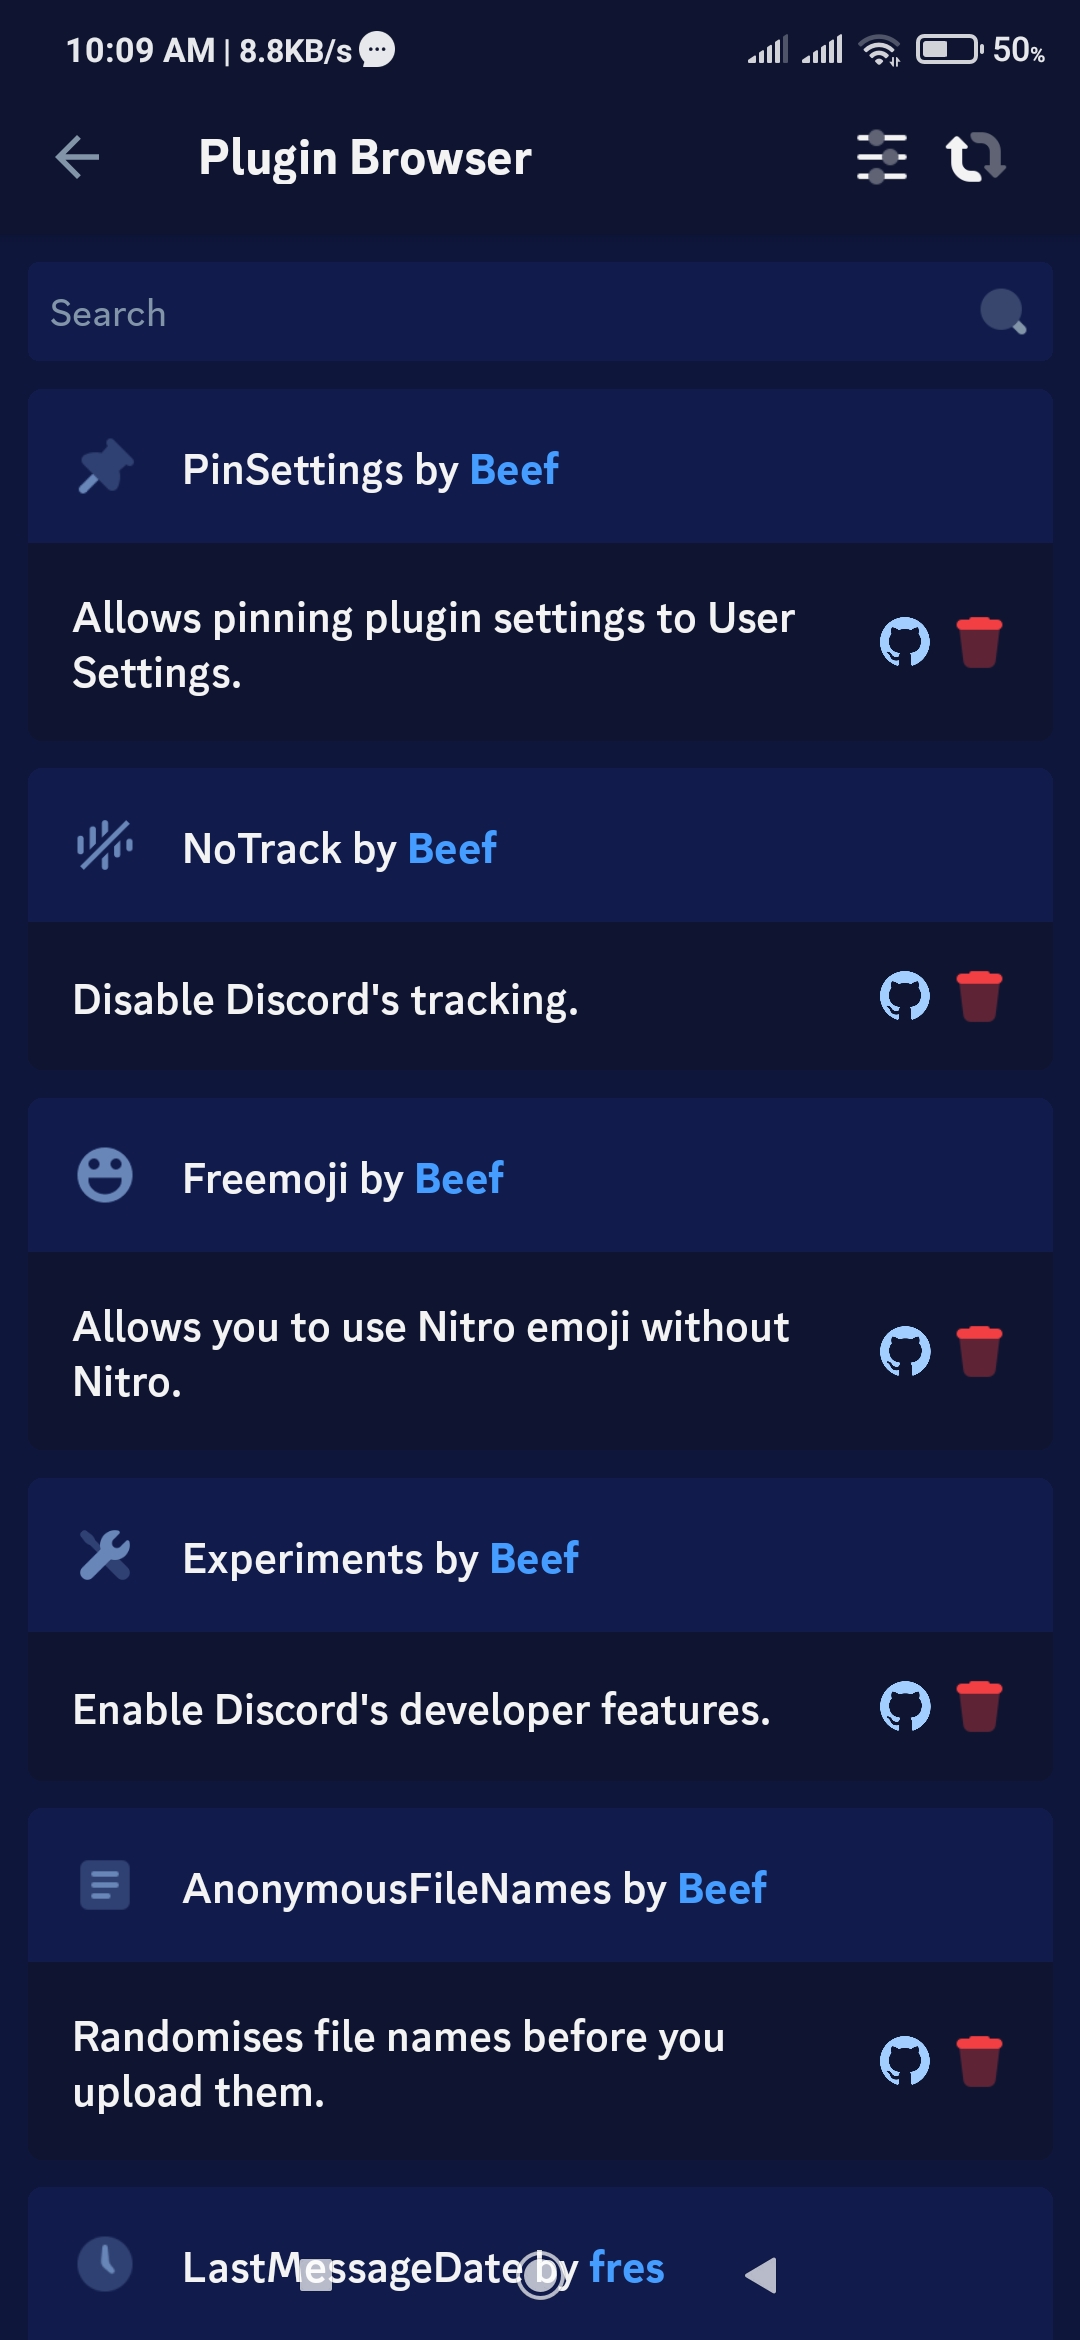 10:09 AM | 8.8KB/s
50%
Plugin Browser
Search
PinSettings by Beef
Allows pinning plugin settings to User
Settings.
NoTrack by Beef
Disable Discord's tracking.
Freemoji by Beef
Allows you to use Nitro emoji without
Nitro.
Experiments by Beef
Enable Discord's developer features.
AnonymousFileNames by Beef
Randomises file names before you
upload them.
LastMessageDate by fres